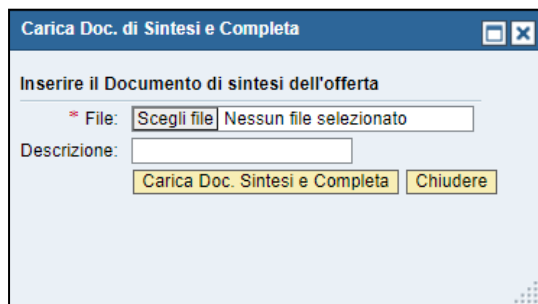 Carica Doc. di Sintesi e Completa
Inserire il Documento di sintesi dell'offerta
* File: Scegli file Nessun file selezionato
Descrizione:
Carica Doc. Sintesi e Completa Chiudere